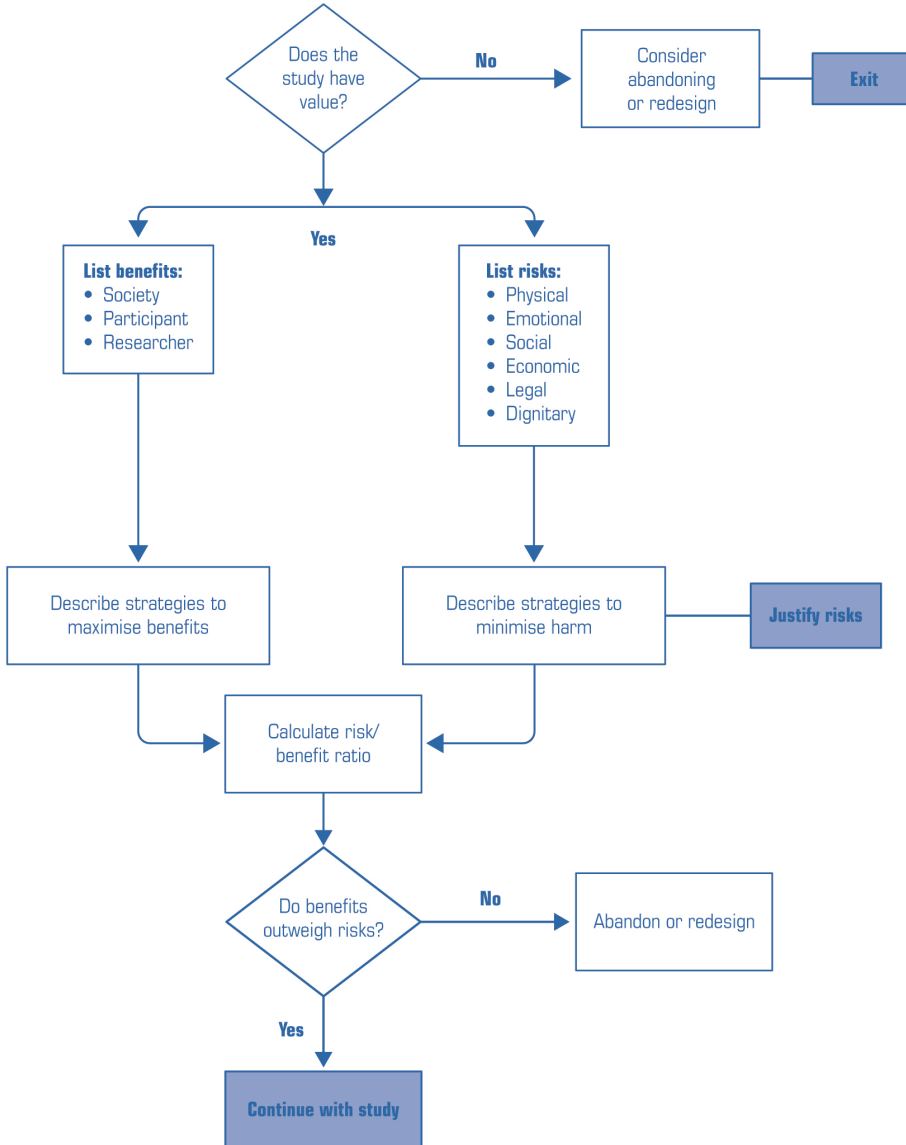 Does the
study have
value?
No
Consider
abandoning
or redesign
Exit
Yes
List benefits:
• Society
• Participant
• Researcher
List risks:
• Physical
• Emotional
• Social
• Economic
• Legal
• Dignitary
Describe strategies to
maximise benefits
Describe strategies to
minimise harm
Justify risks
Calculate risk/
benefit ratio
Do benefits
outweigh risks?
No
Abandon or redesign
Yes
Continue with study